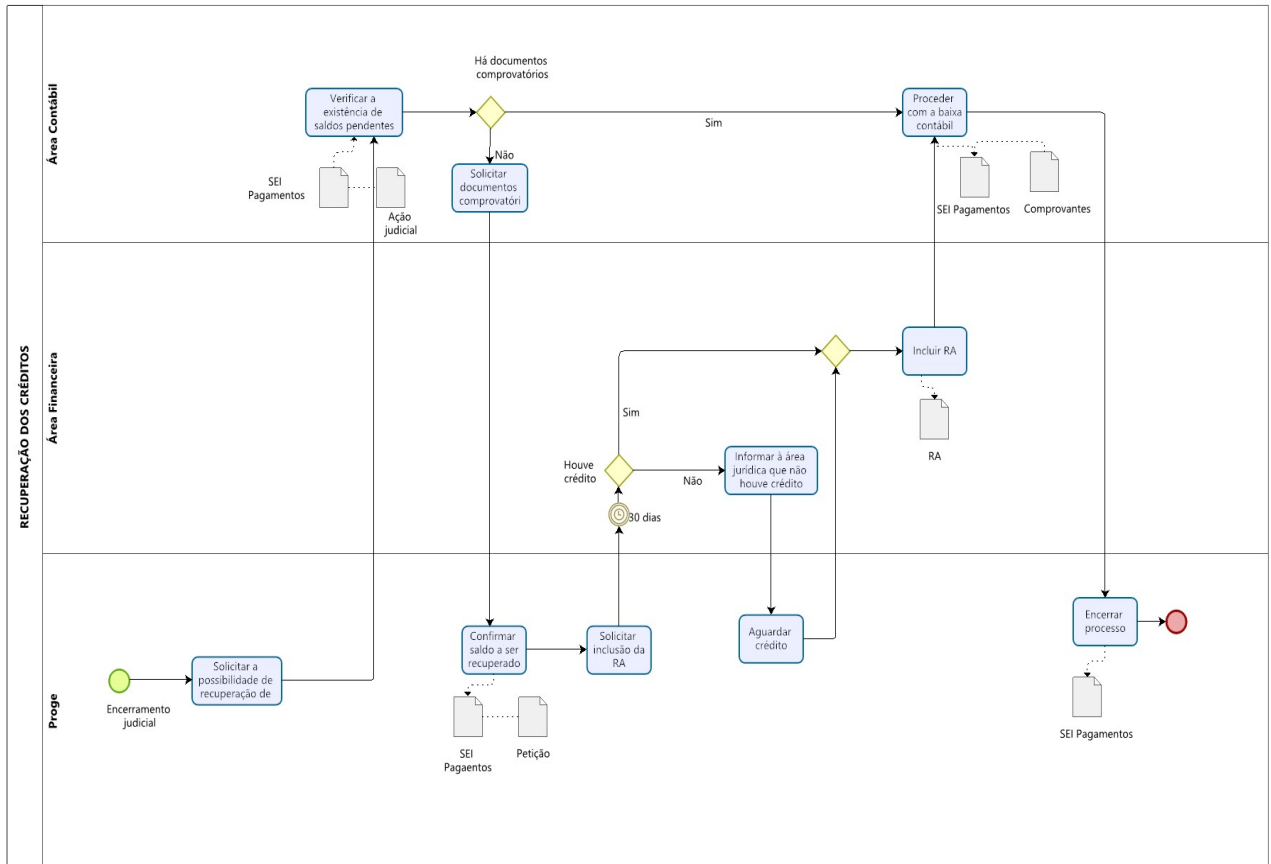 RECUPERAÇÃO DOS CRÉDITOS
Área Contábil
Há documentos
comprovatórios
Verificar a
existência de
saldos pendentes
Proceder
com a baixa
contábil
Sim
Não
Solicitar
documentos
comprovatóri
SEI
Pagamentos
Ação
judicial
SEI Pagamentos
Comprovantes
Área Financeira
Incluir RA
Sim
RA
Houve
crédito
Não
Informar à área
jurídica que não
houve crédito
30 dias
Proge
Confirmar
saldo a ser
recuperado
Solicitar
inclusão da
RA
Aguardar
crédito
Encerrar
processo
Solicitar a
possibilidade de
recuperação de
Encerramento
judicial
SEI
Pagaentos
Petição
SEI Pagamentos